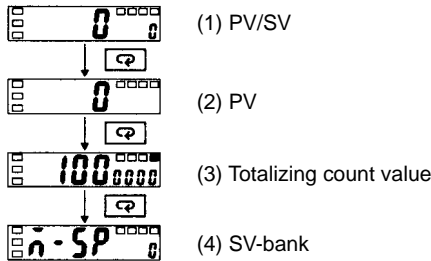 0 0 (1) PV/SV
0 (2) PV
100 0000 (3) Totalizing count value
ñ-SP 0 (4) SV-bank